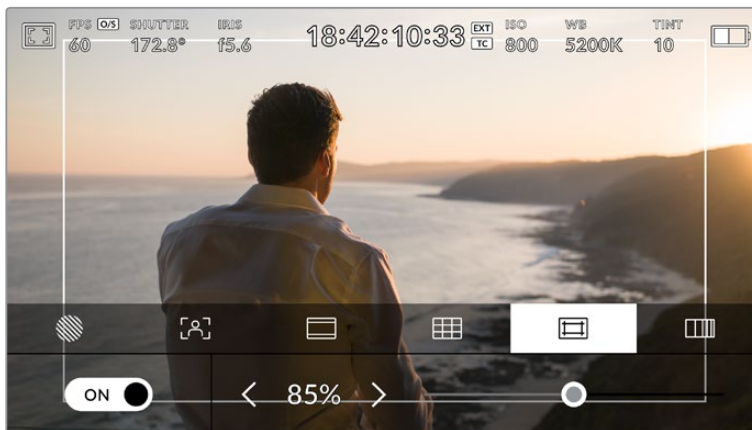 FPS O/S SHUTTER IRIS 18:42:10:33 EXT TC ISO WB TINT
60 172.8° f5.6 800 5200K 10
ON 85%